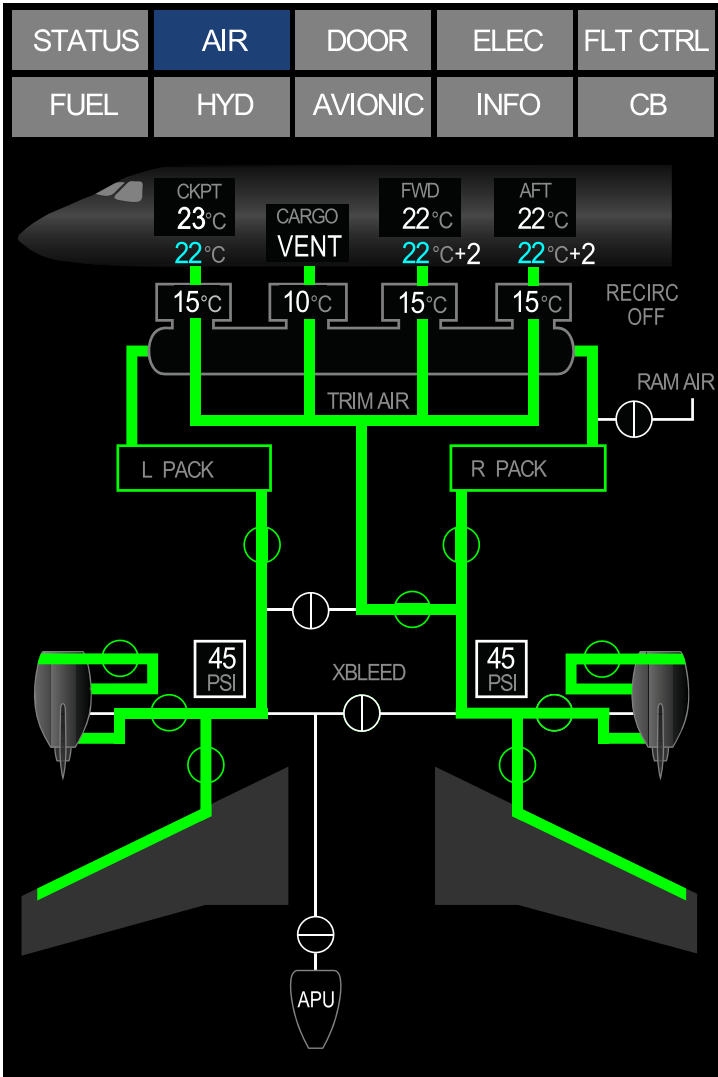 STATUS AIR DOOR ELEC FLT CTRL
FUEL HYD AVIONIC INFO CB
CKPT FWD AFT
23°C CARGO 22°C 22°C
22°C VENT 22°C+2 22°C+2
15°C 10°C 15°C 15°C RECIRC
OFF
RAM AIR
TRIM AIR
L PACK R PACK
45 XBLEED 45
PSI PSI
APU